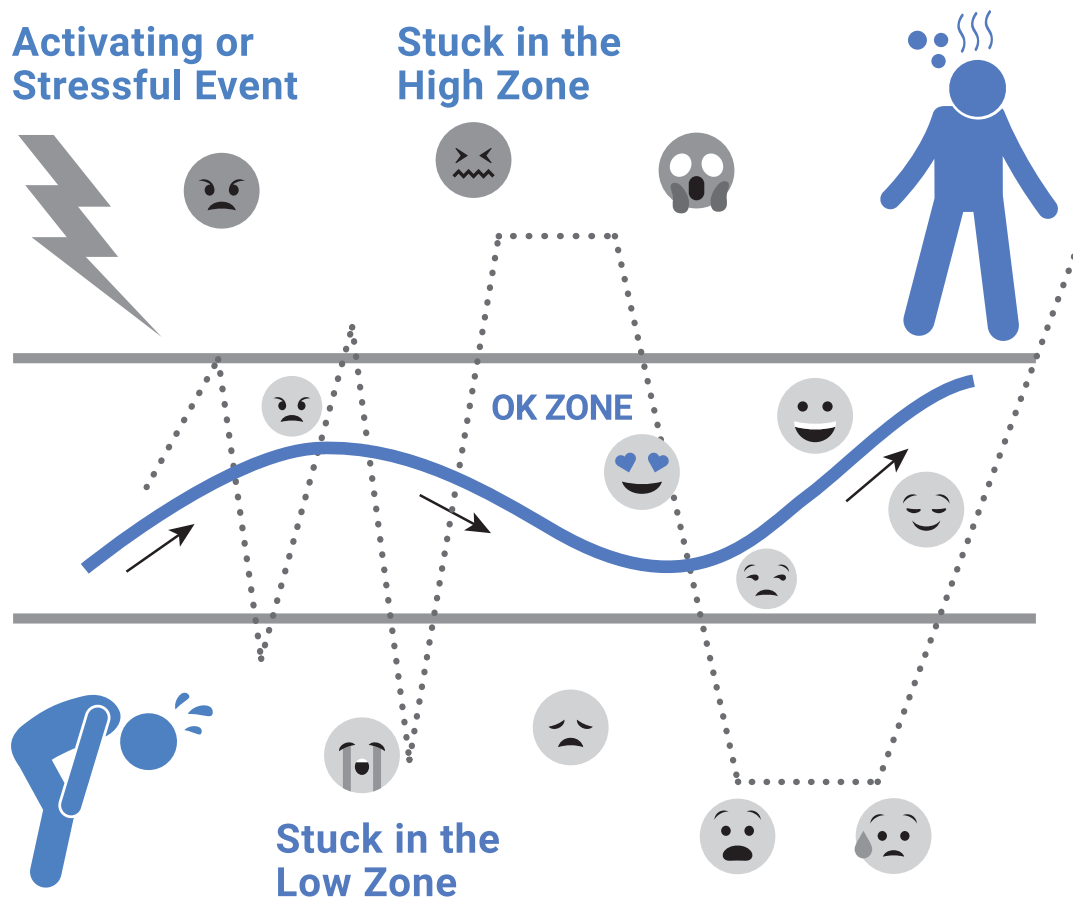 Activating or
Stressful Event
Stuck in the
High Zone
OK ZONE
Stuck in the
Low Zone